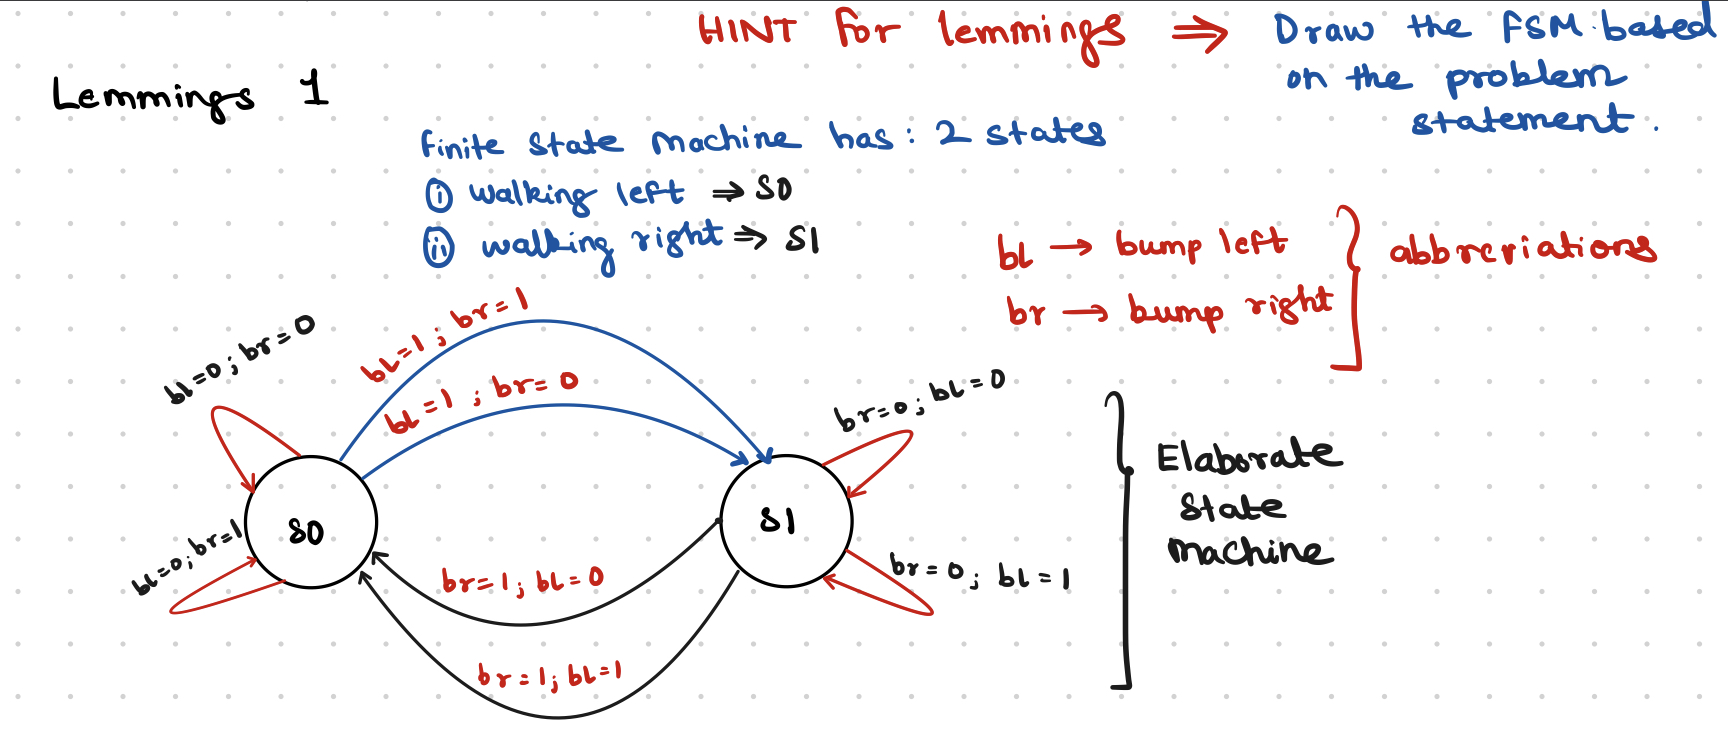 HINT for lemmings ⇒ Draw the FSM based
on the problem
statement.
Lemmings 1
finite state machine has: 2 states
(i) walking left ⇒ S0
(ii) walking right ⇒ S1
bL → bump left
br → bump right
abbreriations
bL=1; br=1
bL=0; br=0
bL=1; br=0
br=0; bL=0
Elaborate
state
machine
S0
S1
bL=0; br=1
br=1; bL=0
br=0; bL=1
br=1; bL=1